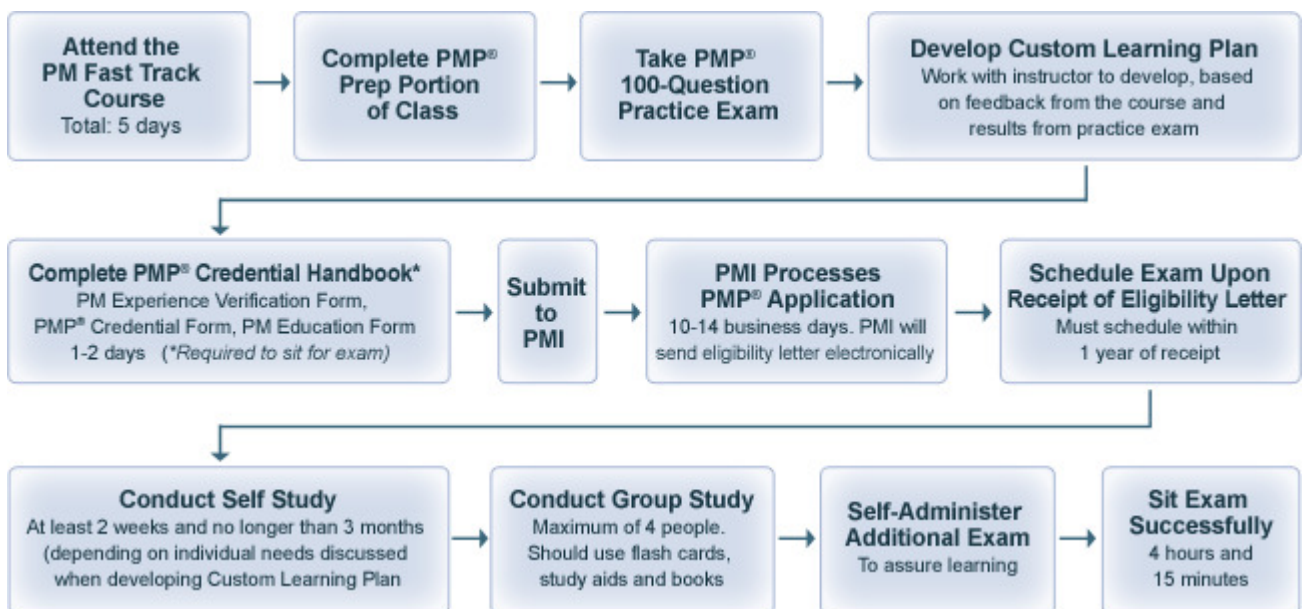 Attend the
PM Fast Track
Course
Total: 5 days
Complete PMP®
Prep Portion
of Class
Take PMP®
100-Question
Practice Exam
Develop Custom Learning Plan
Work with instructor to develop, based
on feedback from the course and
results from practice exam
Complete PMP® Credential Handbook*
PM Experience Verification Form,
PMP® Credential Form, PM Education Form
1-2 days (*Required to sit for exam)
Submit
to
PMI
PMI Processes
PMP® Application
10-14 business days. PMI will
send eligibility letter electronically
Schedule Exam Upon
Receipt of Eligibility Letter
Must schedule within
1 year of receipt
Conduct Self Study
At least 2 weeks and no longer than 3 months
(depending on individual needs discussed
when developing Custom Learning Plan
Conduct Group Study
Maximum of 4 people.
Should use flash cards,
study aids and books
Self-Administer
Additional Exam
To assure learning
Sit Exam
Successfully
4 hours and
15 minutes